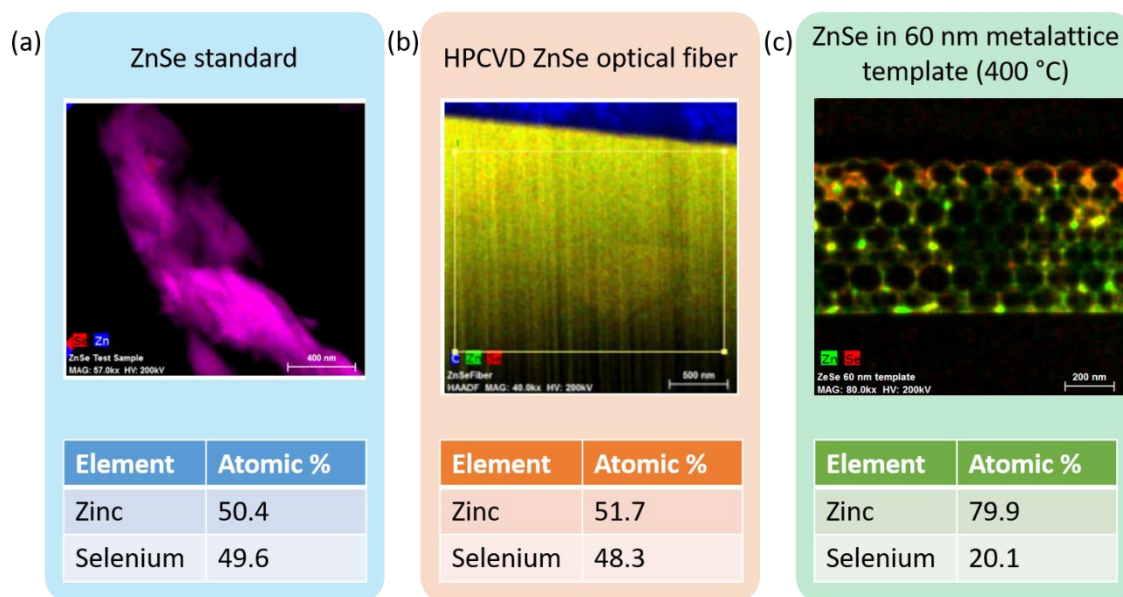 (a)
ZnSe standard
Se Zn
ZnSe Test Sample
MAG: 57.0kx HV: 200kV
400 nm
Element Atomic %
Zinc 50.4
Selenium 49.6
(b)
HPCVD ZnSe optical fiber
C Zn Se
ZnSeFiber
HAADF MAG: 40.0kx HV: 200kV
500 nm
Element Atomic %
Zinc 51.7
Selenium 48.3
(c)
ZnSe in 60 nm metalattice
template (400 °C)
Zn Se
ZeSe 60 nm template
MAG: 80.0kx HV: 200kV
200 nm
Element Atomic %
Zinc 79.9
Selenium 20.1